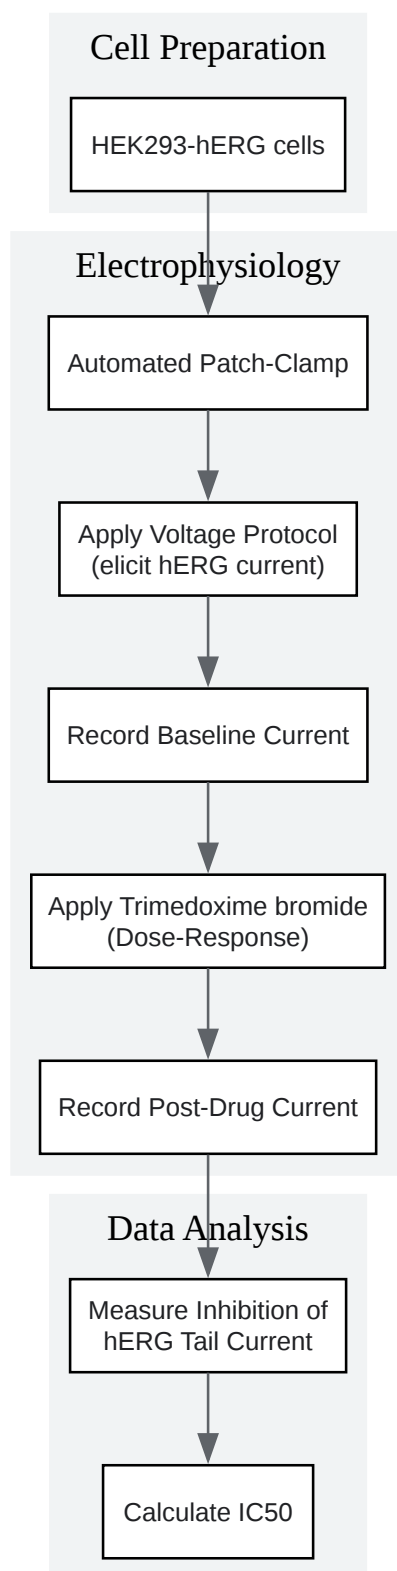 Cell Preparation
HEK293-hERG cells
Electrophysiology
Automated Patch-Clamp
Apply Voltage Protocol
(elicit hERG current)
Record Baseline Current
Apply Trimedoxime bromide
(Dose-Response)
Record Post-Drug Current
Data Analysis
Measure Inhibition of
hERG Tail Current
Calculate IC50